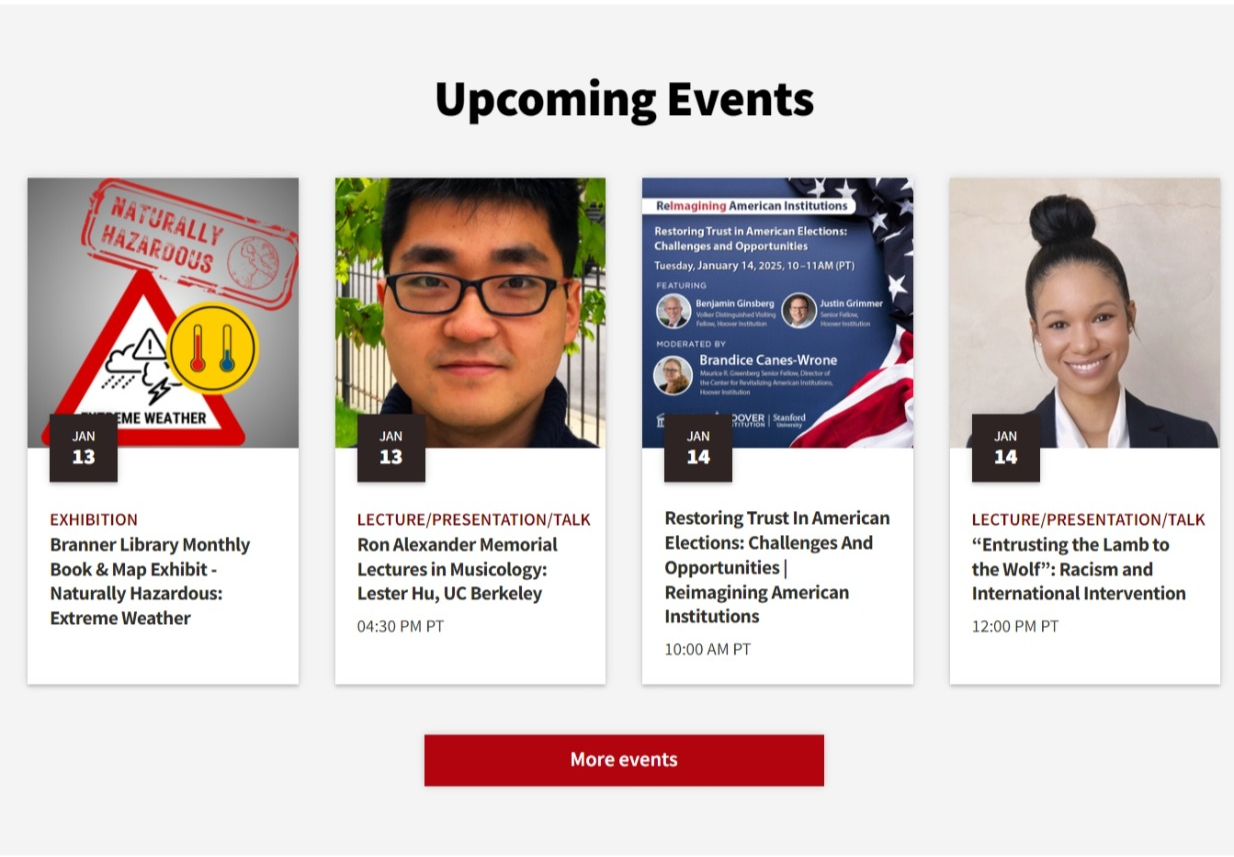 Upcoming Events
NATURALLY
HAZARDOUS
EME WEATHER
JAN
13
EXHIBITION
Branner Library Monthly
Book & Map Exhibit -
Naturally Hazardous:
Extreme Weather
JAN
13
LECTURE/PRESENTATION/TALK
Ron Alexander Memorial
Lectures in Musicology:
Lester Hu, UC Berkeley
04:30 PM PT
ReImagining American Institutions
Restoring Trust in American Elections:
Challenges and Opportunities
Tuesday, January 14, 2025, 10–11AM (PT)
FEATURING
Benjamin Ginsberg
Volker Distinguished Visiting
Fellow, Hoover Institution
Justin Grimmer
Senior Fellow,
Hoover Institution
MODERATED BY
Brandice Canes-Wrone
Maurice R. Greenberg Senior Fellow, Director of
the Center for Revitalizing American Institutions,
Hoover Institution
Stanford
University
JAN
14
Restoring Trust In American
Elections: Challenges And
Opportunities |
Reimagining American
Institutions
10:00 AM PT
JAN
14
LECTURE/PRESENTATION/TALK
“Entrusting the Lamb to
the Wolf”: Racism and
International Intervention
12:00 PM PT
More events